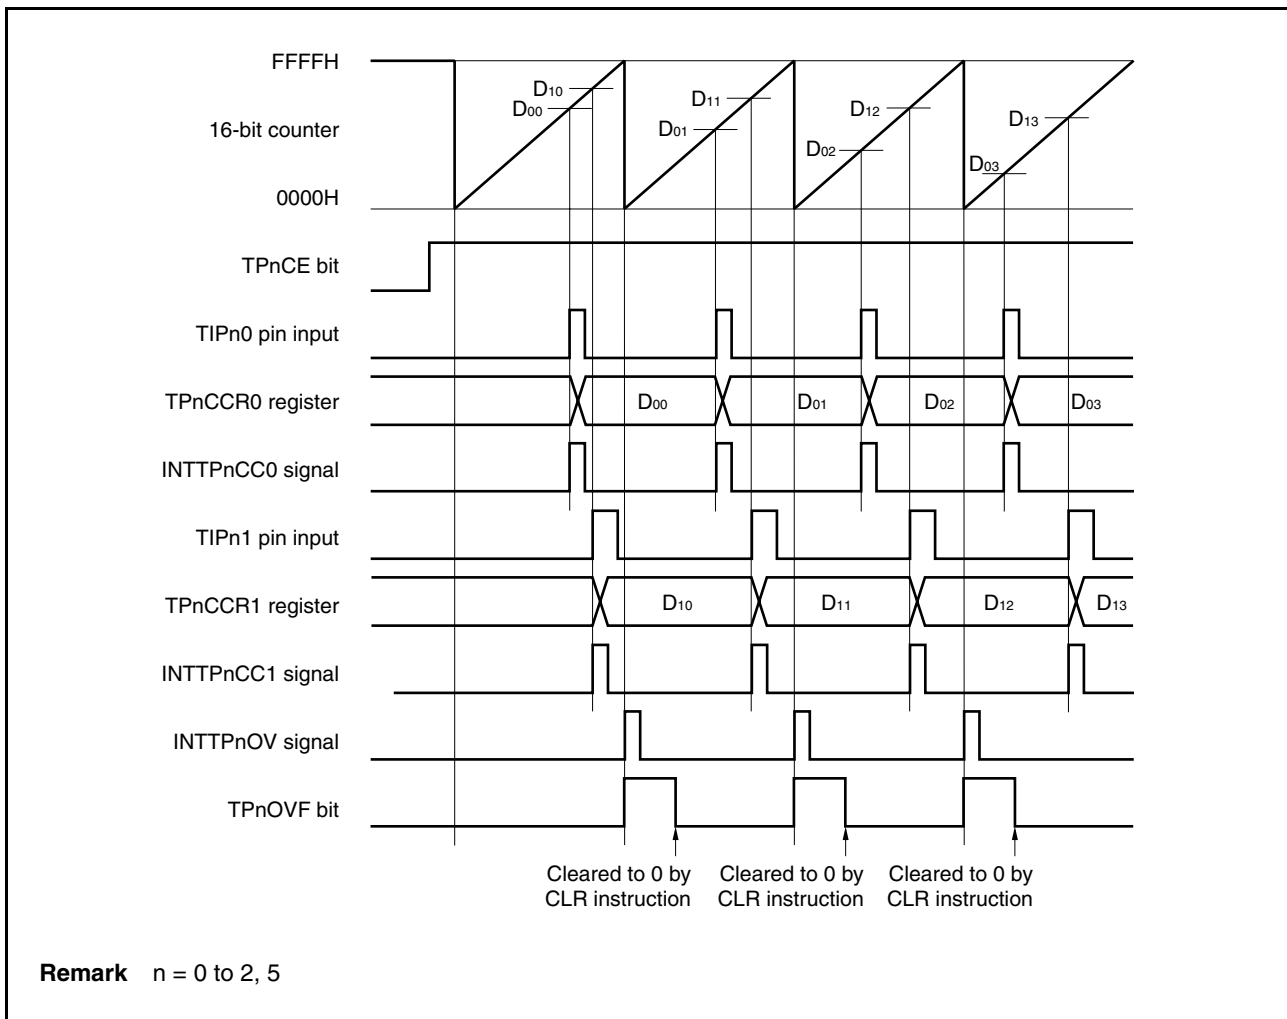 FFFFH
D10
D00
D11
D01
D12
D02
D13
D03
16-bit counter
0000H
TPnCE bit
TIPn0 pin input
TPnCCR0 register
D00
D01
D02
D03
INTTPnCC0 signal
TIPn1 pin input
TPnCCR1 register
D10
D11
D12
D13
INTTPnCC1 signal
INTTPnOV signal
TPnOVF bit
Cleared to 0 by
CLR instruction
Cleared to 0 by
CLR instruction
Cleared to 0 by
CLR instruction
Remark n = 0 to 2, 5